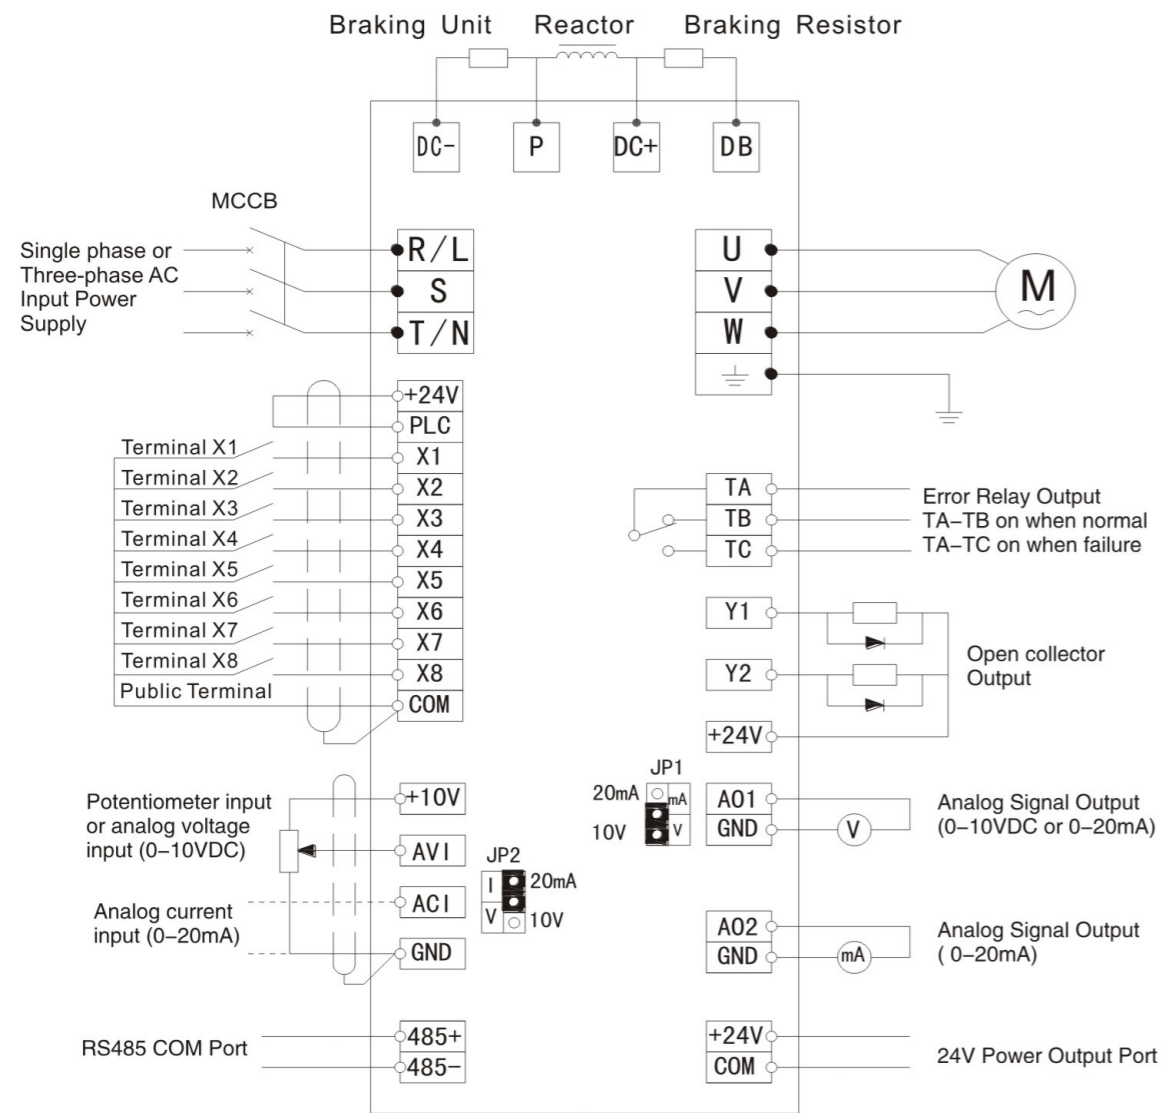 Braking Unit Reactor Braking Resistor
DC- P DC+ DB
MCCB
Single phase or
Three-phase AC
Input Power
Supply
R/L
S
T/N
U
V
W
M
+24V
PLC
Terminal X1
X1
Terminal X2
X2
Terminal X3
X3
Terminal X4
X4
Terminal X5
X5
Terminal X6
X6
Terminal X7
X7
Terminal X8
X8
Public Terminal
COM
TA
TB
TC
Error Relay Output
TA–TB on when normal
TA–TC on when failure
Y1
Y2
+24V
Open collector
Output
Potentiometer input
or analog voltage
input (0–10VDC)
+10V
AVI
Analog current
input (0–20mA)
ACI
GND
JP2
I 20mA
V 10V
JP1
20mA mA
10V V
AO1
GND
V
Analog Signal Output
(0–10VDC or 0–20mA)
AO2
GND
mA
Analog Signal Output
( 0–20mA)
RS485 COM Port
485+
485-
+24V
COM
24V Power Output Port